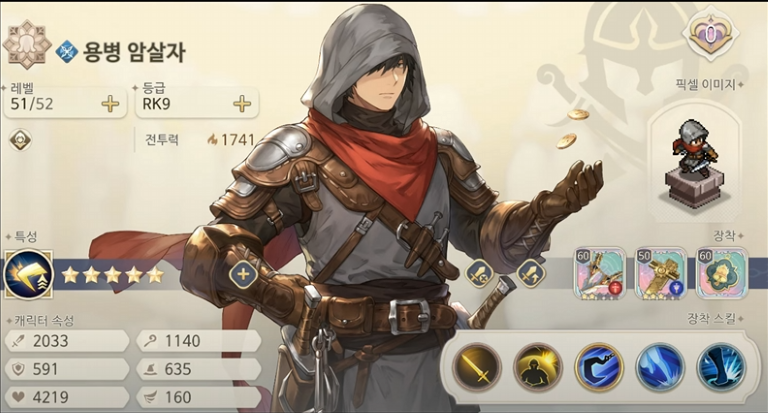 용병 암살자
0
레벨
51/52
등급
RK9
픽셀 이미지
전투력
1741
특성
장착
60
50
60
캐릭터 속성
장착 스킬
2033
1140
591
635
4219
160